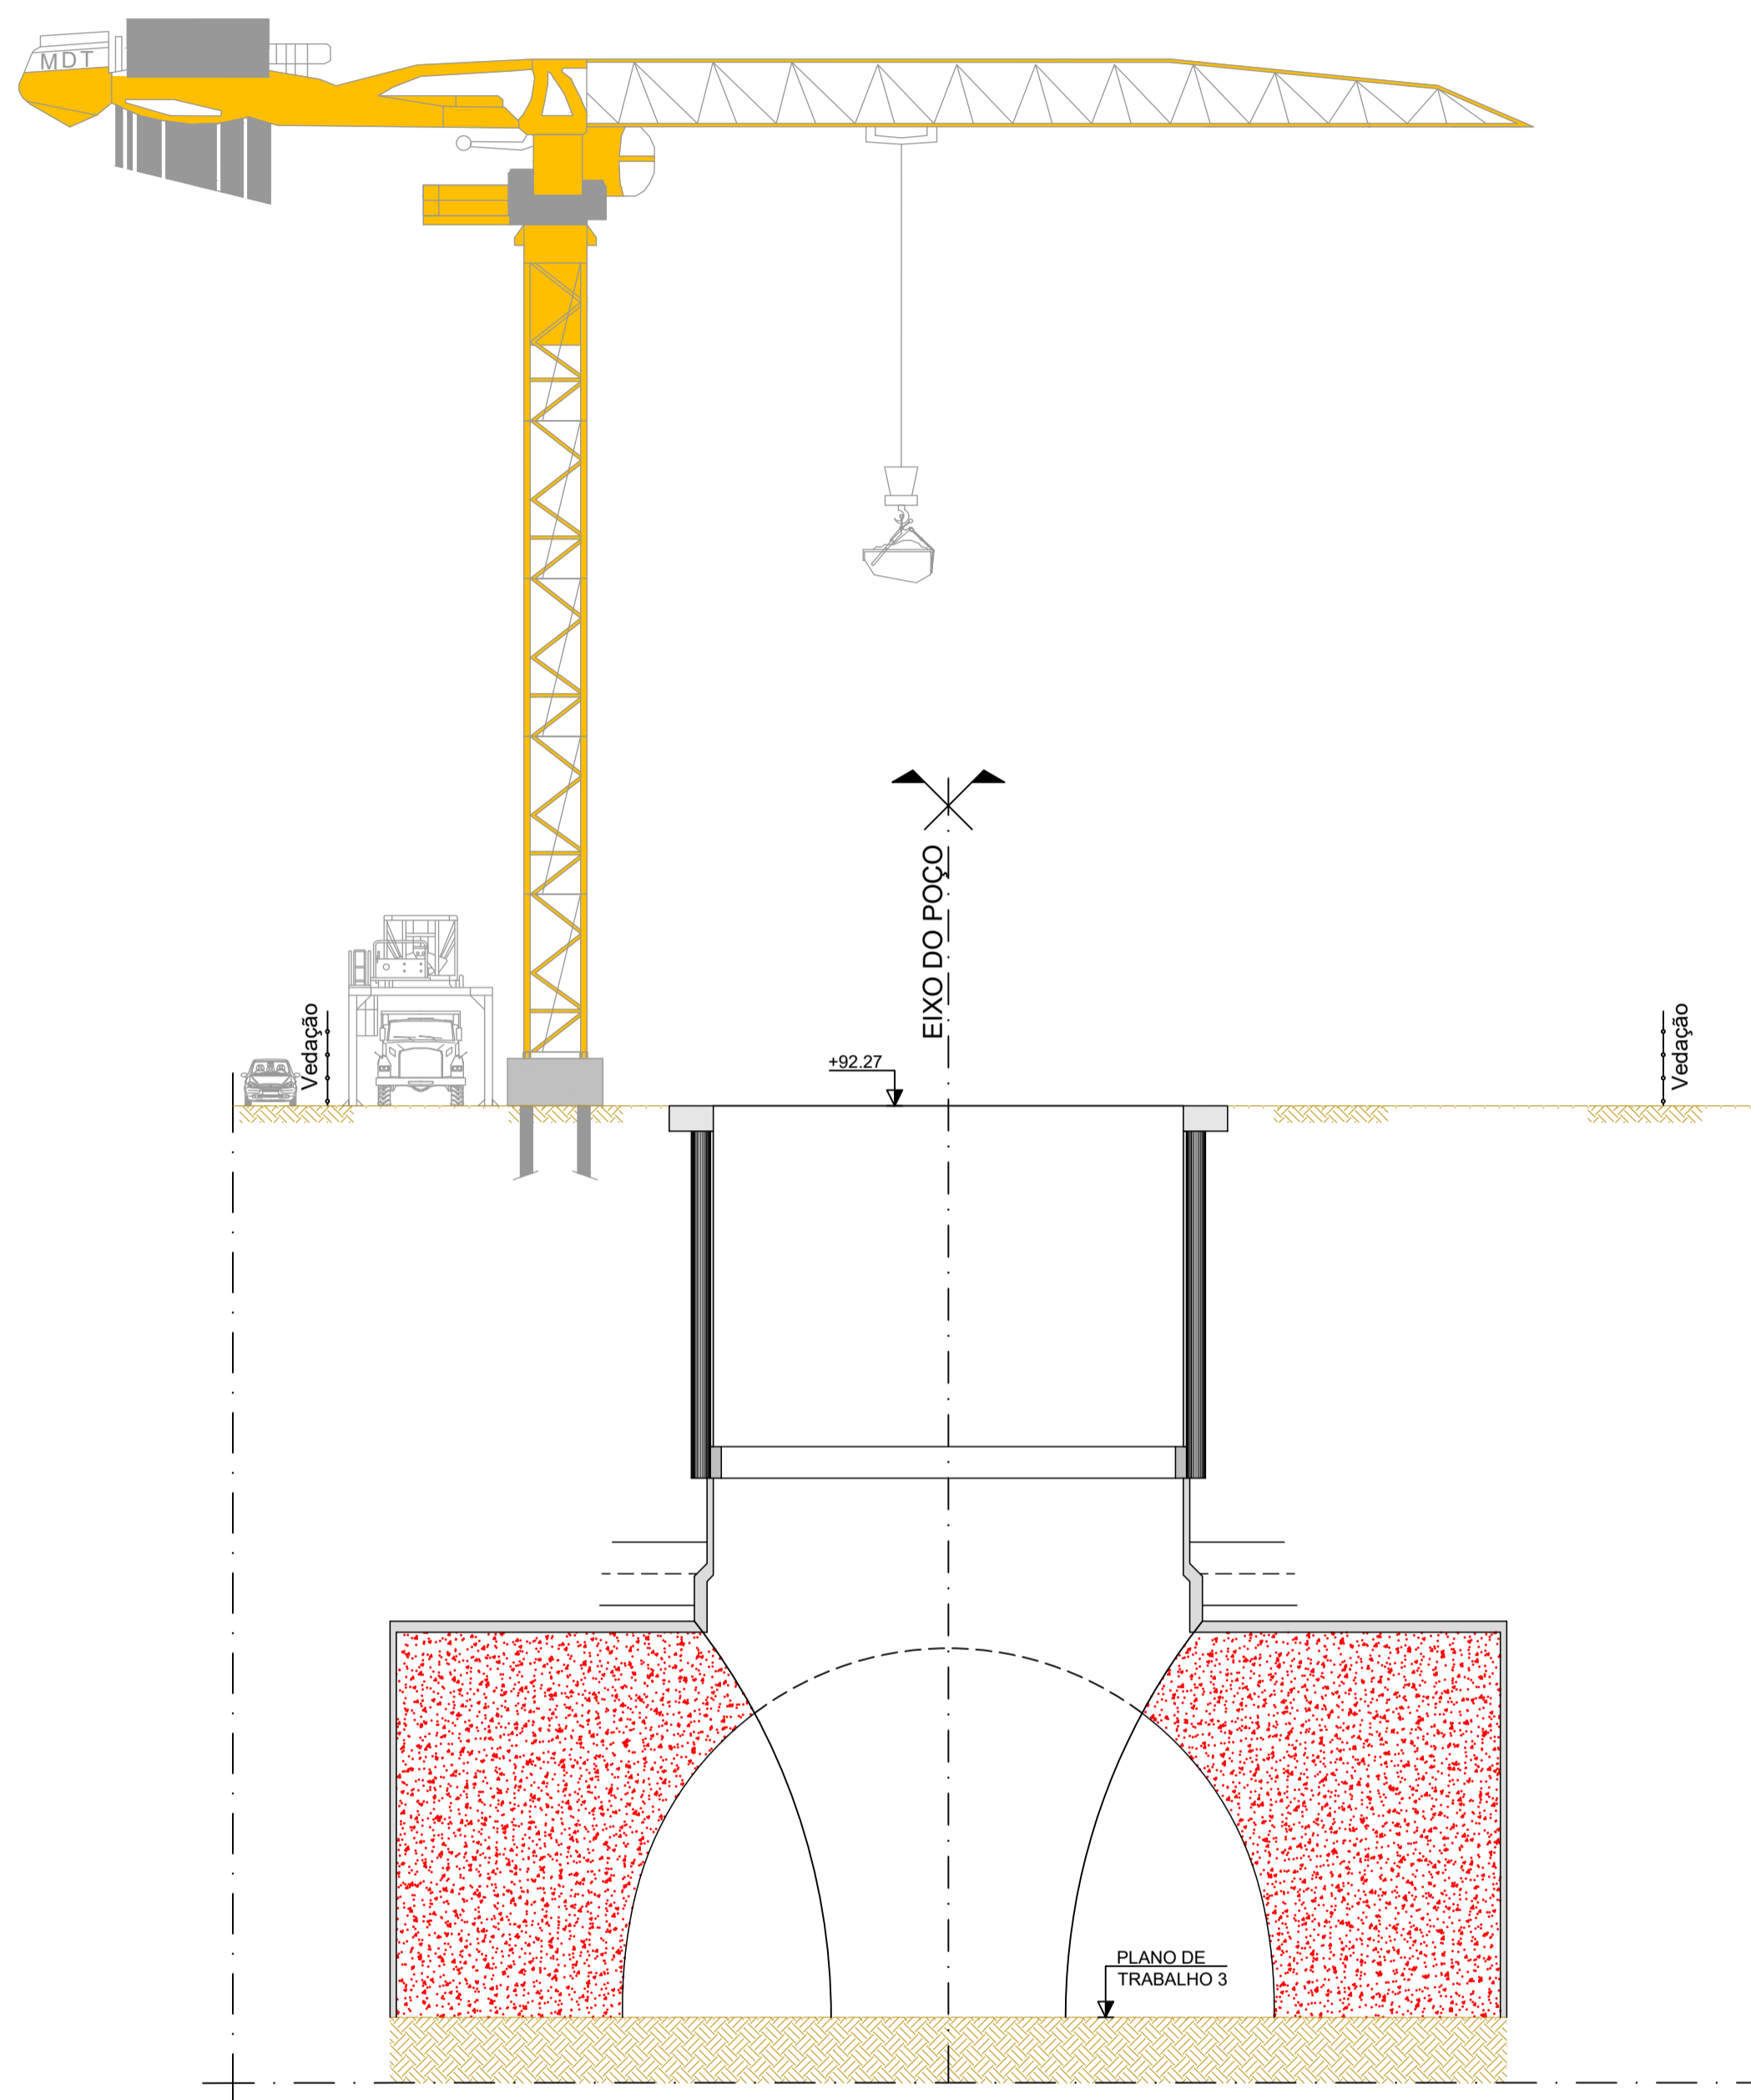 MDT
EIXO DO POÇO
Vedação
Vedação
+92.27
PLANO DE
TRABALHO 3